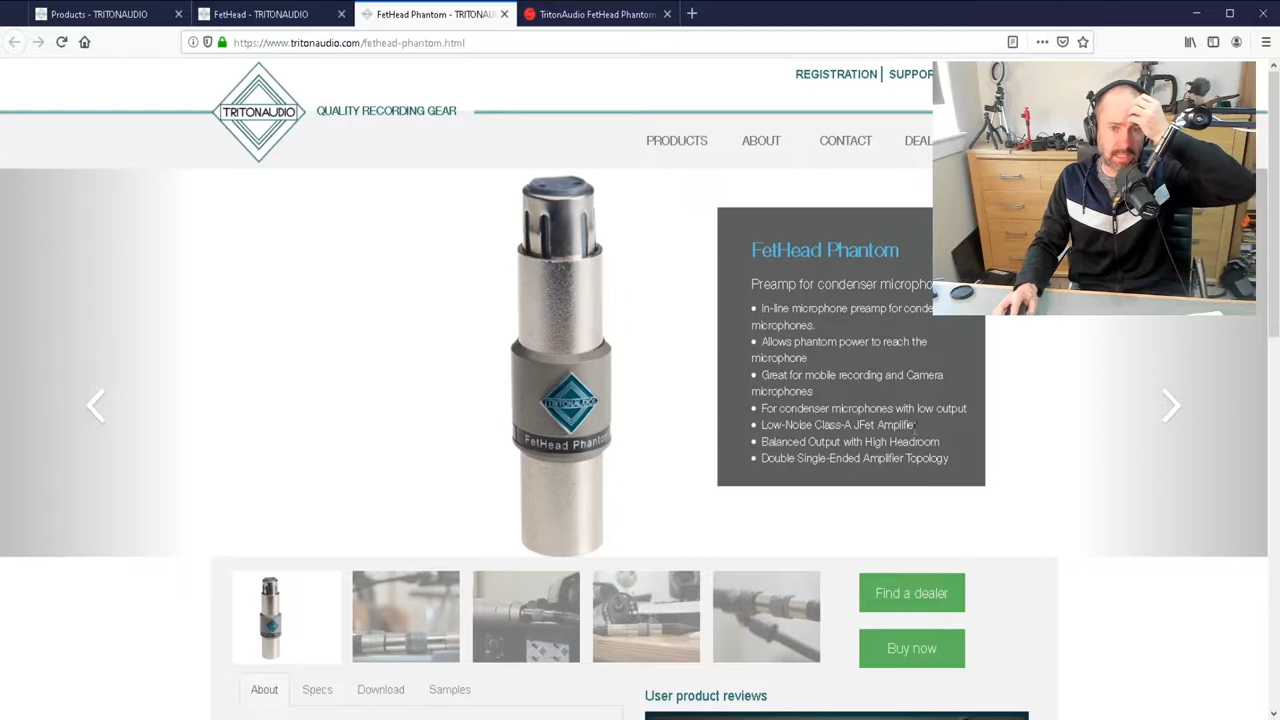 Products - TRITONAUDIO
FetHead - TRITONAUDIO
FetHead Phantom - TRITONAU
TritonAudio FetHead Phantom
https://www.tritonaudio.com/fethead-phantom.html
REGISTRATION | SUPPOR
TRITONAUDIO
QUALITY RECORDING GEAR
PRODUCTS
ABOUT
CONTACT
DEAL
FetHead Phantom
Preamp for condenser micropho
• In-line microphone preamp for conde
microphones.
• Allows phantom power to reach the
microphone
• Great for mobile recording and Camera
microphones
• For condenser microphones with low output
• Low-Noise Class-A JFet Amplifier
• Balanced Output with High Headroom
• Double Single-Ended Amplifier Topology
TRITONAUDIO
FetHead Phantom
Find a dealer
Buy now
About
Specs
Download
Samples
User product reviews